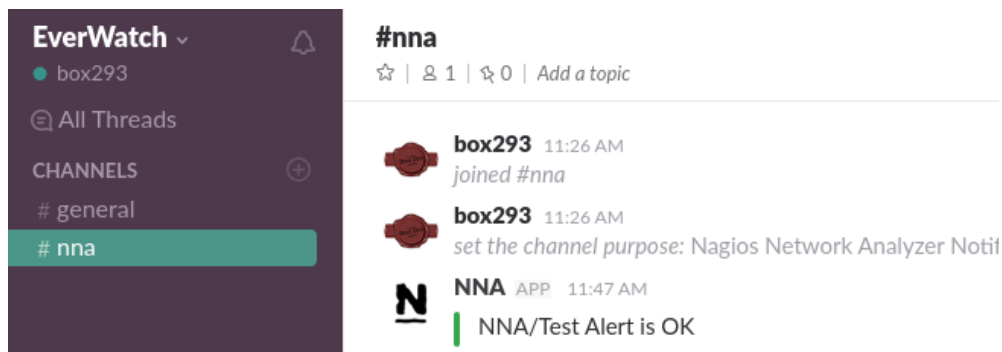 EverWatch
box293
All Threads
CHANNELS
# general
# nna
#nna
1 | 0 | Add a topic
box293 11:26 AM
joined #nna
box293 11:26 AM
set the channel purpose: Nagios Network Analyzer Notif
NNA APP 11:47 AM
NNA/Test Alert is OK